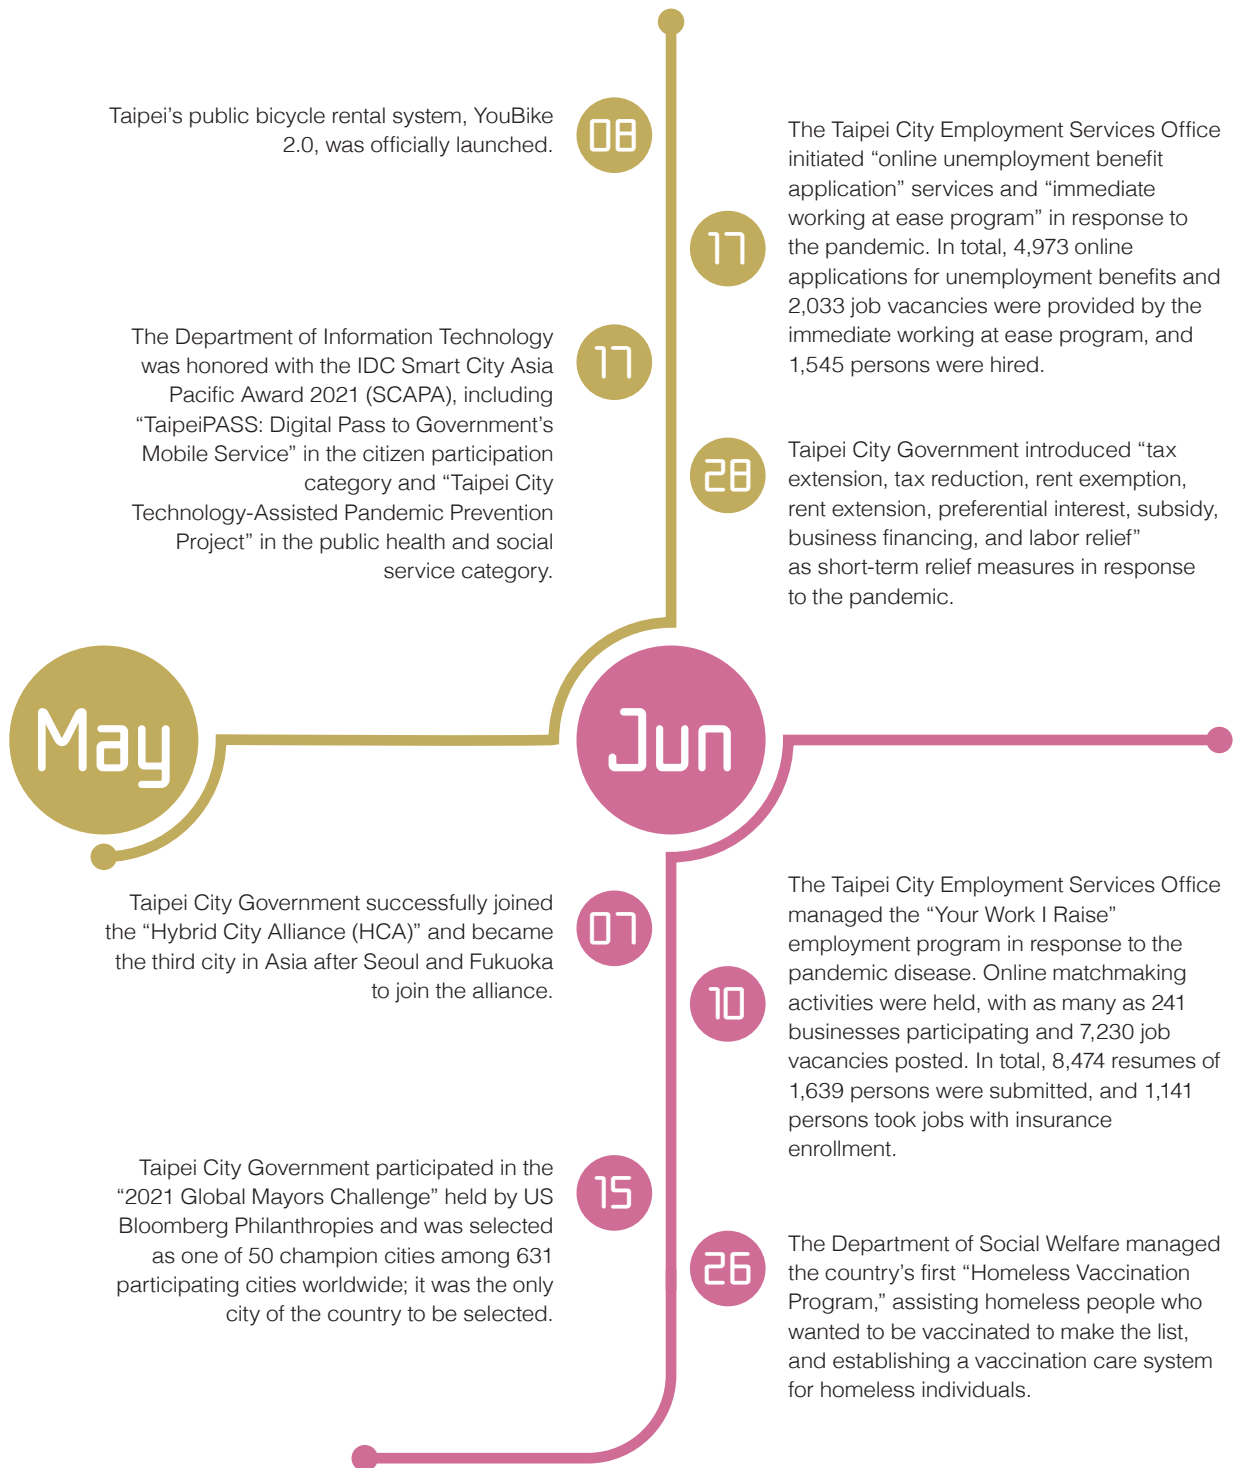 08
Taipei’s public bicycle rental system, YouBike
2.0, was officially launched.
17
The Taipei City Employment Services Office
initiated “online unemployment benefit
application” services and “immediate
working at ease program” in response to
the pandemic. In total, 4,973 online
applications for unemployment benefits and
2,033 job vacancies were provided by the
immediate working at ease program, and
1,545 persons were hired.
17
The Department of Information Technology
was honored with the IDC Smart City Asia
Pacific Award 2021 (SCAPA), including
“TaipeiPASS: Digital Pass to Government’s
Mobile Service” in the citizen participation
category and “Taipei City
Technology-Assisted Pandemic Prevention
Project” in the public health and social
service category.
28
Taipei City Government introduced “tax
extension, tax reduction, rent exemption,
rent extension, preferential interest, subsidy,
business financing, and labor relief”
as short-term relief measures in response
to the pandemic.
May
Jun
07
Taipei City Government successfully joined
the “Hybrid City Alliance (HCA)” and became
the third city in Asia after Seoul and Fukuoka
to join the alliance.
10
The Taipei City Employment Services Office
managed the “Your Work I Raise”
employment program in response to the
pandemic disease. Online matchmaking
activities were held, with as many as 241
businesses participating and 7,230 job
vacancies posted. In total, 8,474 resumes of
1,639 persons were submitted, and 1,141
persons took jobs with insurance
enrollment.
15
Taipei City Government participated in the
“2021 Global Mayors Challenge” held by US
Bloomberg Philanthropies and was selected
as one of 50 champion cities among 631
participating cities worldwide; it was the only
city of the country to be selected.
26
The Department of Social Welfare managed
the country’s first “Homeless Vaccination
Program,” assisting homeless people who
wanted to be vaccinated to make the list,
and establishing a vaccination care system
for homeless individuals.